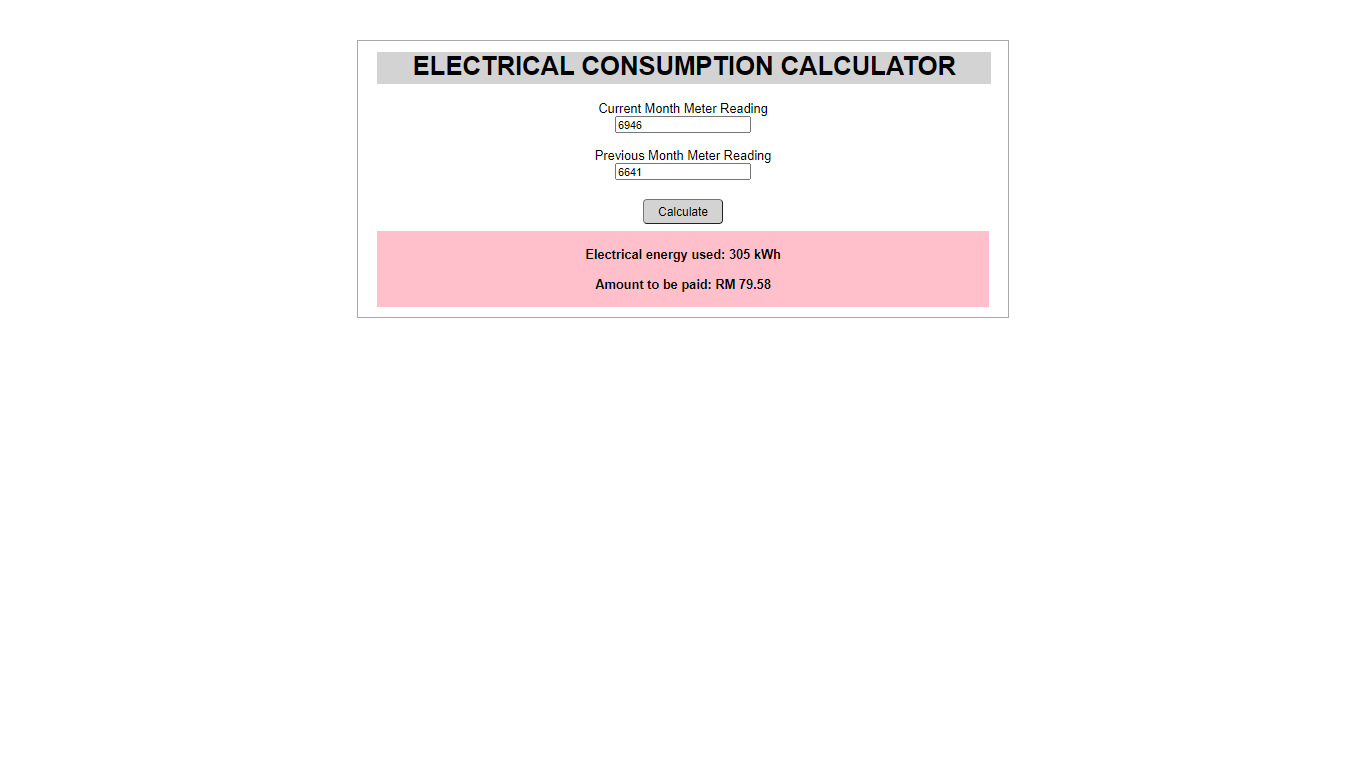 ELECTRICAL CONSUMPTION CALCULATOR
Current Month Meter Reading
6946
Previous Month Meter Reading
6641
Calculate
Electrical energy used: 305 kWh
Amount to be paid: RM 79.58